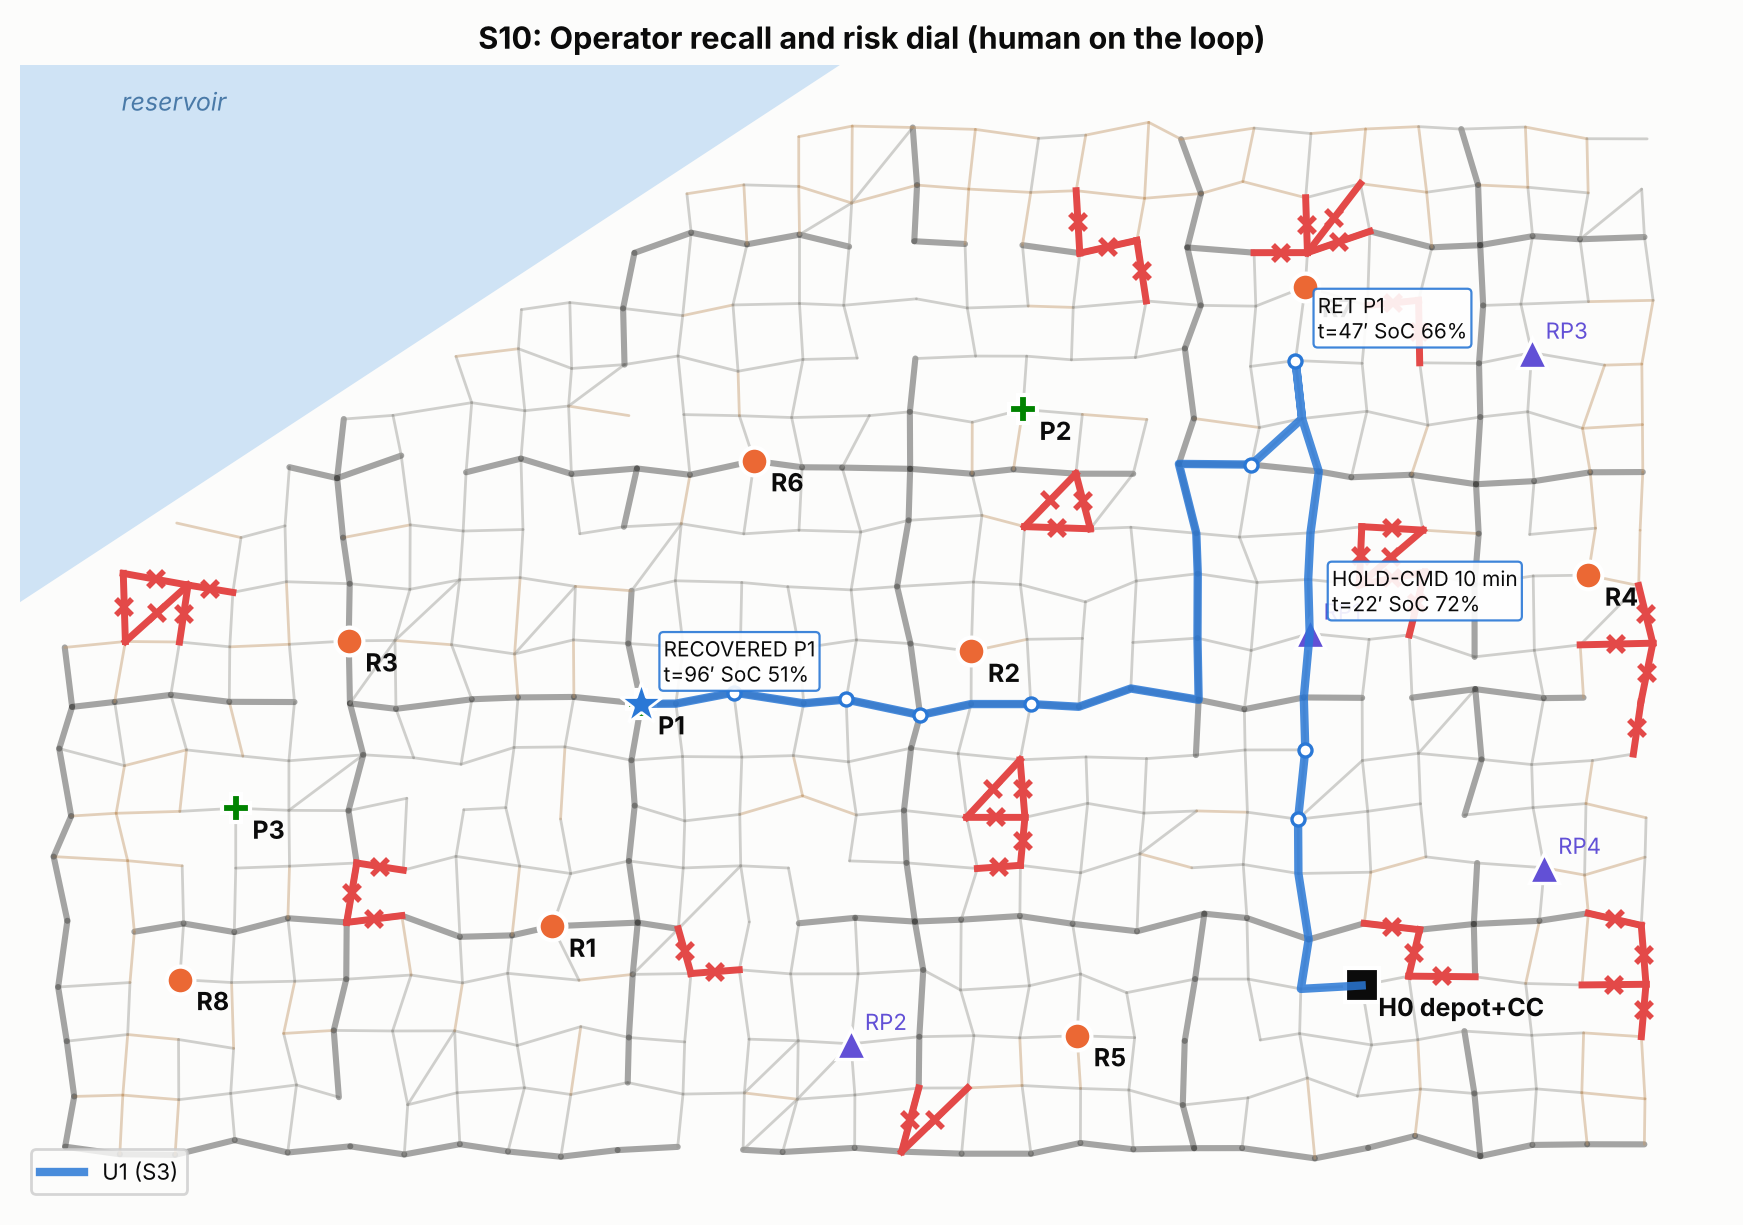 S10: Operator recall and risk dial (human on the loop)
reservoir
RET P1
t=47′ SoC 66%
RP3
P2
R6
HOLD-CMD 10 min
t=22′ SoC 72%
R4
RECOVERED P1
t=96′ SoC 51%
R3
R2
P1
P3
RP4
R1
R8
H0 depot+CC
RP2
R5
U1 (S3)